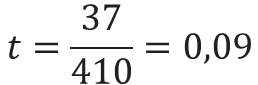 t = 37/410 = 0,09